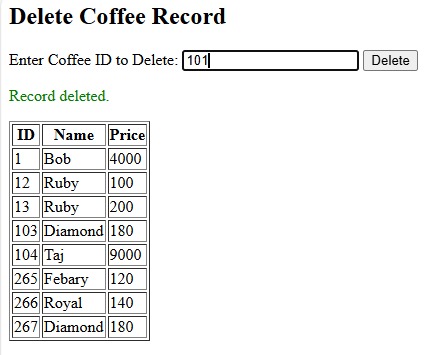 Delete Coffee Record
Enter Coffee ID to Delete: 101 Delete
Record deleted.
ID Name Price
1 Bob 4000
12 Ruby 100
13 Ruby 200
103 Diamond 180
104 Taj 9000
265 Febary 120
266 Royal 140
267 Diamond 180